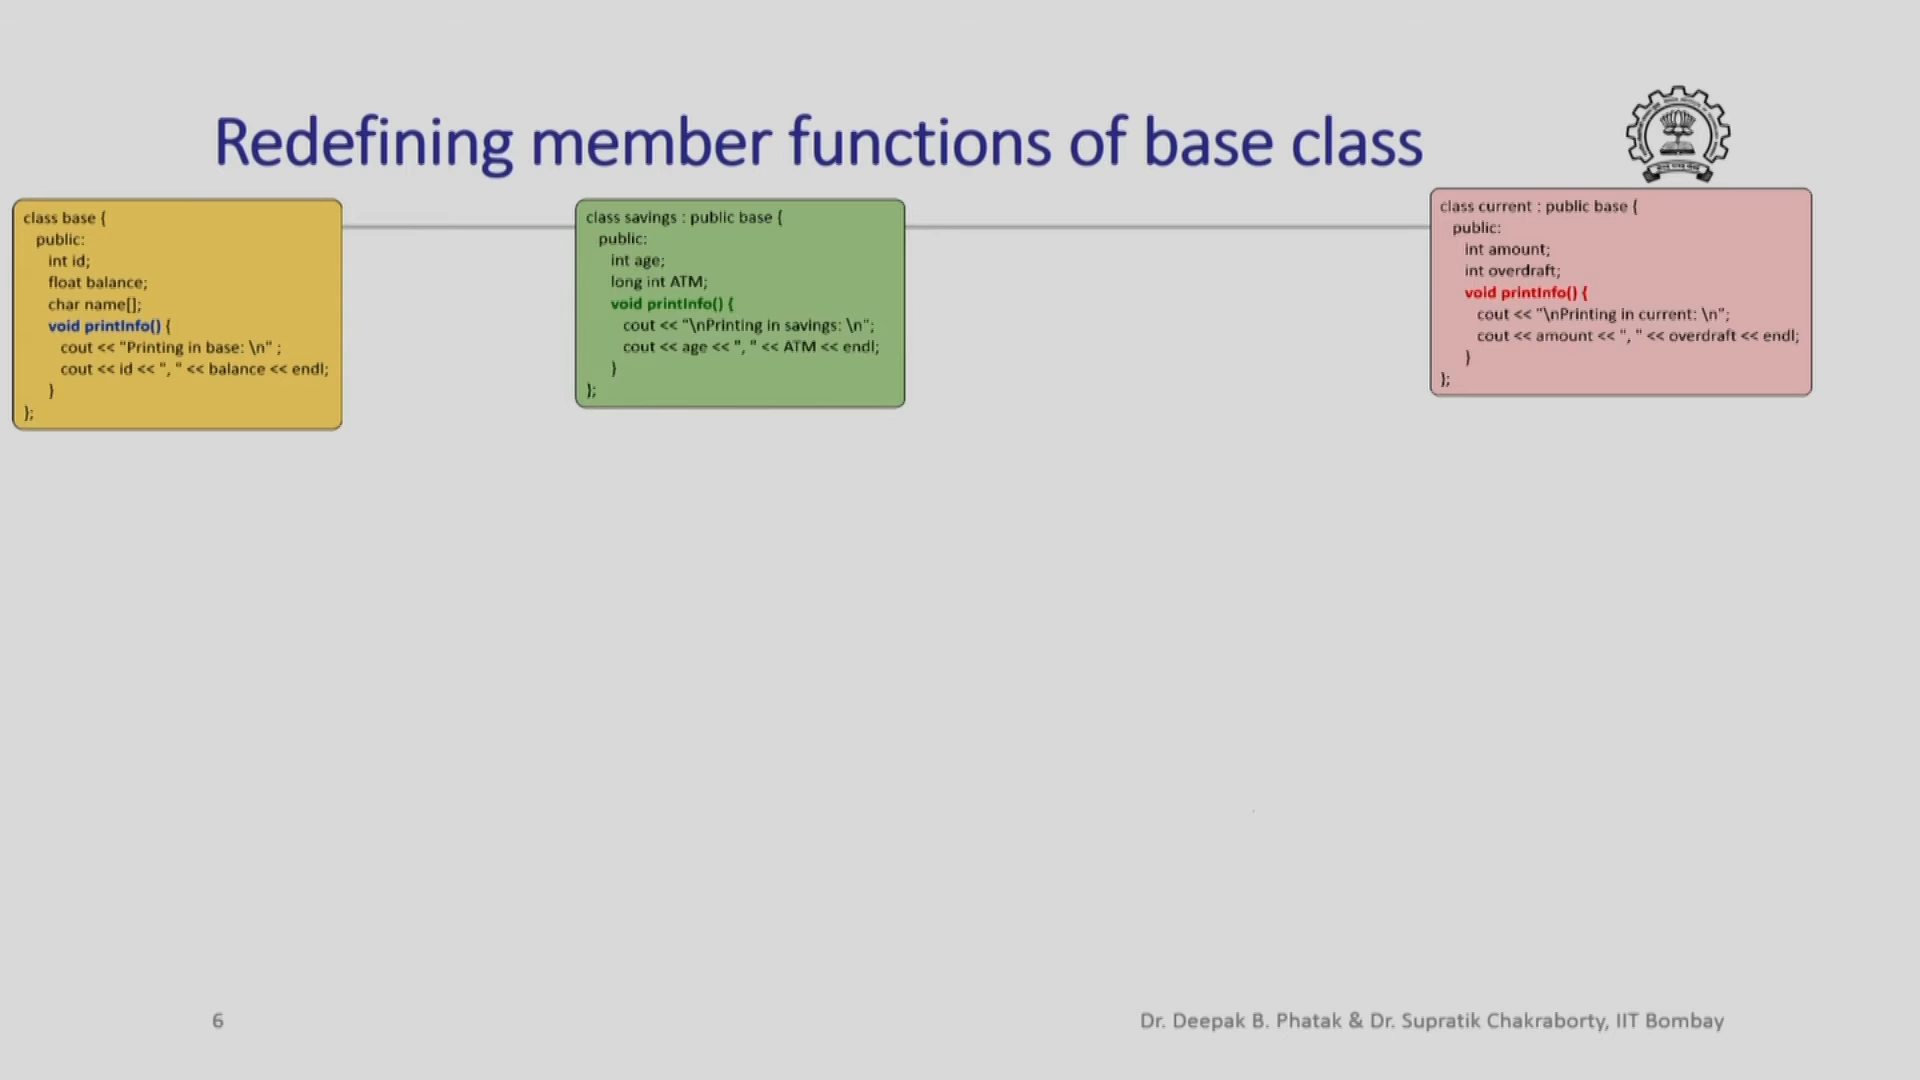 Redefining member functions of base class
class base {
public:
int id;
float balance;
char name[];
void printInfo() {
cout << "Printing in base: \n" ;
cout << id << ", " << balance << endl;
}
};
class savings : public base {
public:
int age;
long int ATM;
void printInfo() {
cout << "\nPrinting in savings: \n";
cout << age << ", " << ATM << endl;
}
};
class current : public base {
public:
int amount;
int overdraft;
void printInfo() {
cout << "\nPrinting in current: \n";
cout << amount << ", " << overdraft << endl;
}
};
6
Dr. Deepak B. Phatak & Dr. Supratik Chakraborty, IIT Bombay